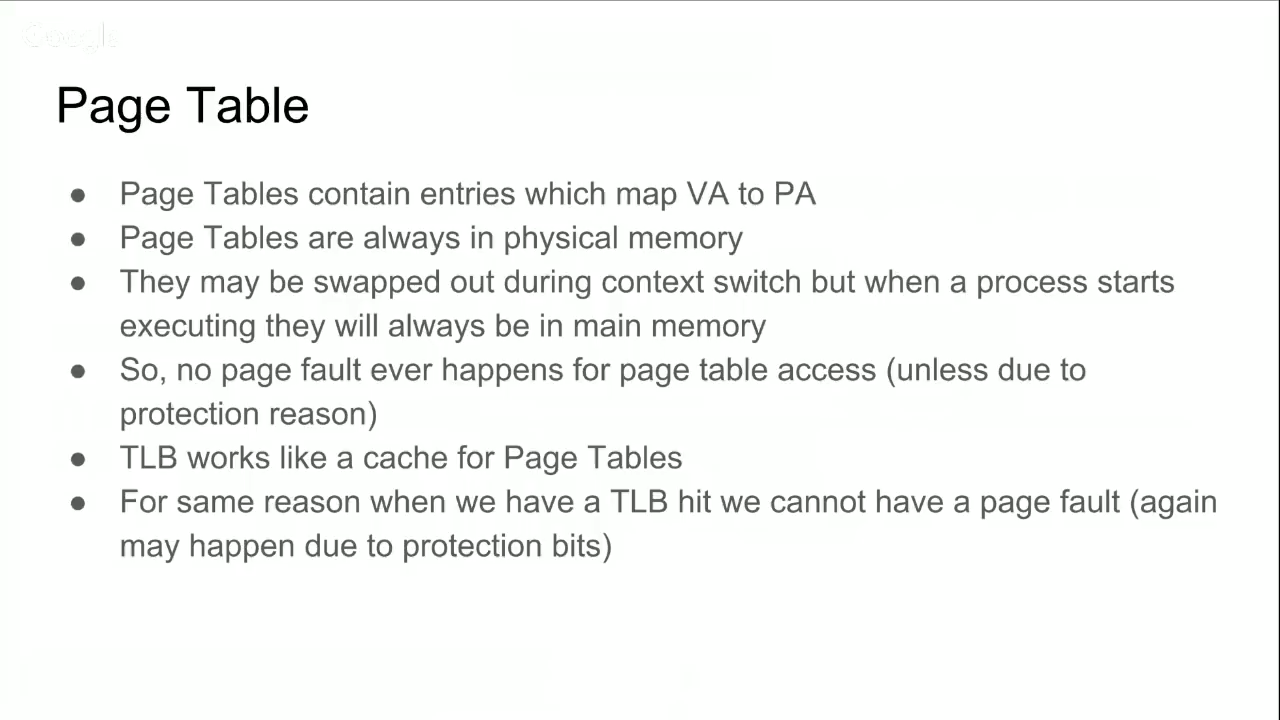 Google
Page Table
● Page Tables contain entries which map VA to PA
● Page Tables are always in physical memory
● They may be swapped out during context switch but when a process starts
executing they will always be in main memory
● So, no page fault ever happens for page table access (unless due to
protection reason)
● TLB works like a cache for Page Tables
● For same reason when we have a TLB hit we cannot have a page fault (again
may happen due to protection bits)